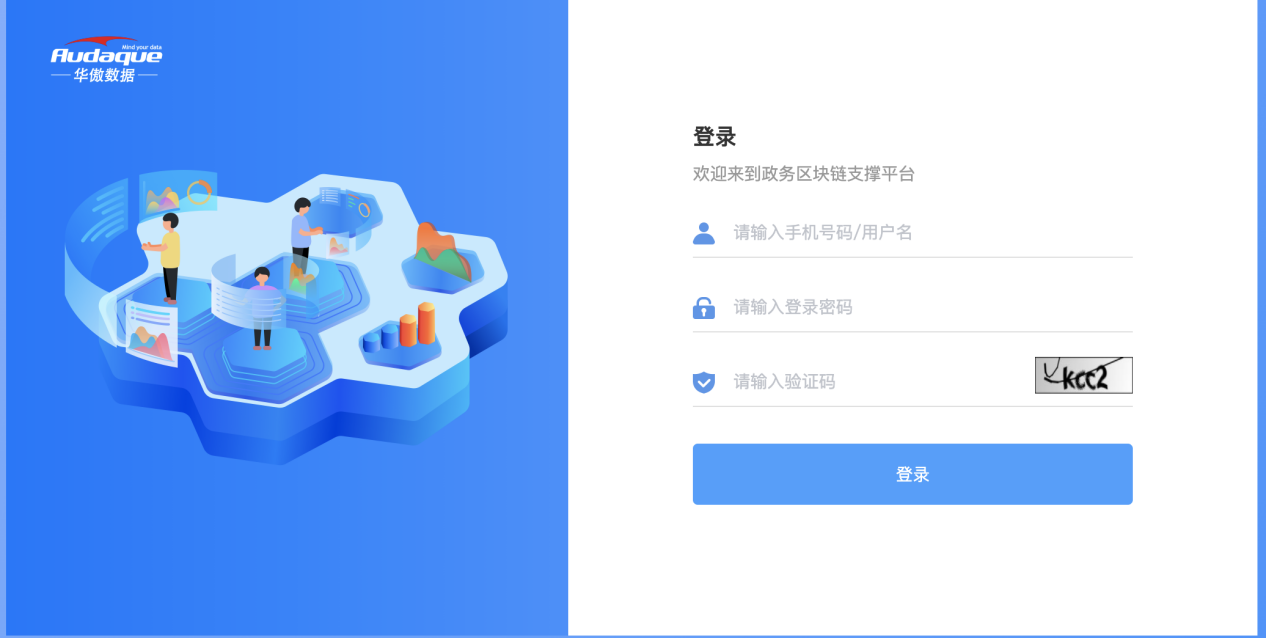 Mind your data
Audaque
华傲数据
登录
欢迎来到政务区块链支撑平台
请输入手机号码/用户名
请输入登录密码
请输入验证码
登录